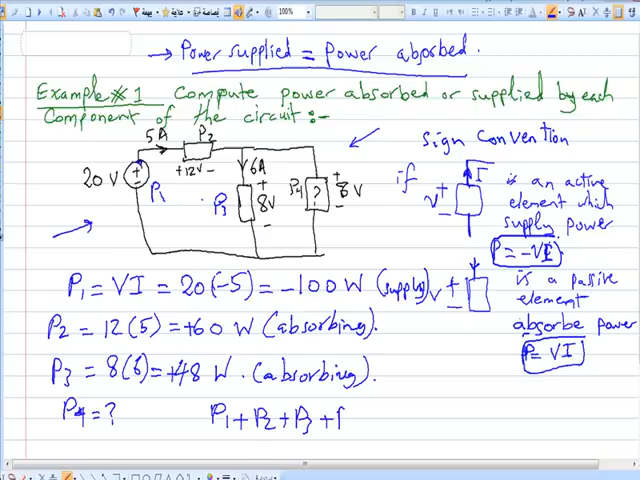 100%
→ Power supplied = Power absorbed.
Example #1 Compute power absorbed or supplied by each
Component of the circuit:-
5A P2
+12V -
20 V + P1
6A
P3 + 8V -
P4 ? + 8V -
sign convention
if V + - I
is an active
element which
supply power
P = -VI
V + -
is a passive
element
absorbe power
P = VI
P1 = VI = 20(-5) = -100 W (supply)
P2 = 12(5) = +60 W (absorbing).
P3 = 8(6) = +48 W. (absorbing).
P4 = ? P1 + P2 + P3 +